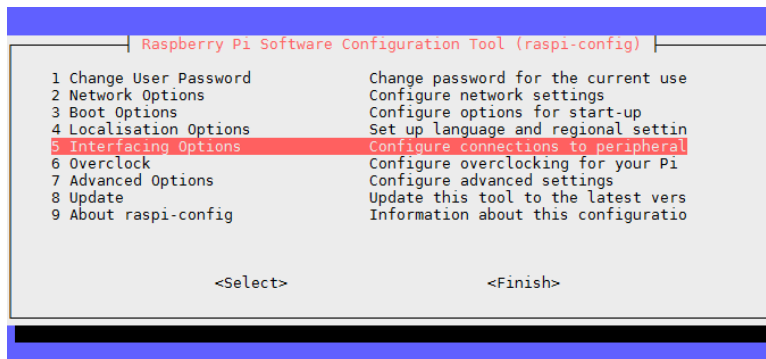 Raspberry Pi Software Configuration Tool (raspi-config)
1 Change User Password Change password for the current use
2 Network Options Configure network settings
3 Boot Options Configure options for start-up
4 Localisation Options Set up language and regional settin
5 Interfacing Options Configure connections to peripheral
6 Overclock Configure overclocking for your Pi
7 Advanced Options Configure advanced settings
8 Update Update this tool to the latest vers
9 About raspi-config Information about this configuratio
<Select> <Finish>